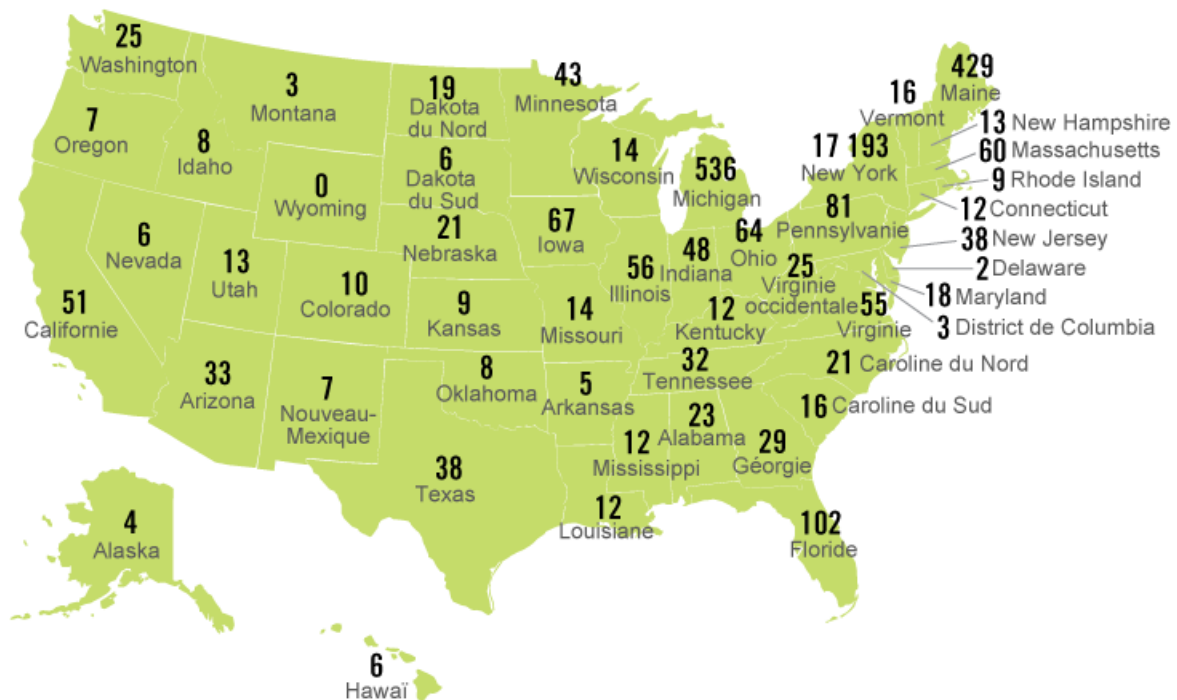 25
Washington
7
Oregon
8
Idaho
3
Montana
0
Wyoming
6
Nevada
13
Utah
10
Colorado
51
Californie
33
Arizona
7
Nouveau-
Mexique
19
Dakota
du Nord
6
Dakota
du Sud
21
Nebraska
9
Kansas
8
Oklahoma
38
Texas
43
Minnesota
67
Iowa
14
Missouri
5
Arkansas
12
Louisiane
14
Wisconsin
56
Illinois
536
Michigan
48
Indiana
64
Ohio
12
Kentucky
32
Tennessee
12
Mississippi
23
Alabama
29
Géorgie
102
Floride
16 Caroline du Sud
21 Caroline du Nord
25
Virginie
occidentale
55
Virginie
81
Pennsylvanie
17 193
New York
16
Vermont
429
Maine
13 New Hampshire
60 Massachusetts
9 Rhode Island
12 Connecticut
38 New Jersey
2 Delaware
18 Maryland
3 District de Columbia
4
Alaska
6
Hawaï